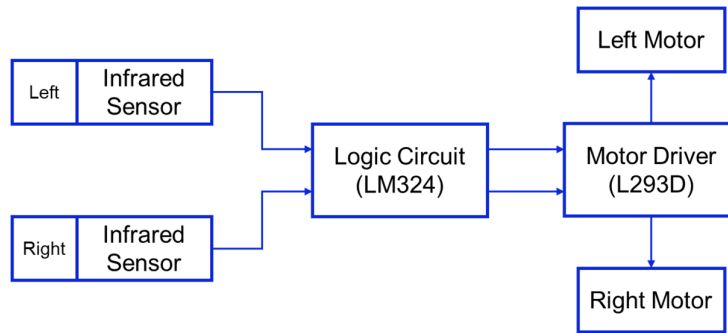 Left
Infrared
Sensor
Right
Infrared
Sensor
Logic Circuit
(LM324)
Left Motor
Motor Driver
(L293D)
Right Motor